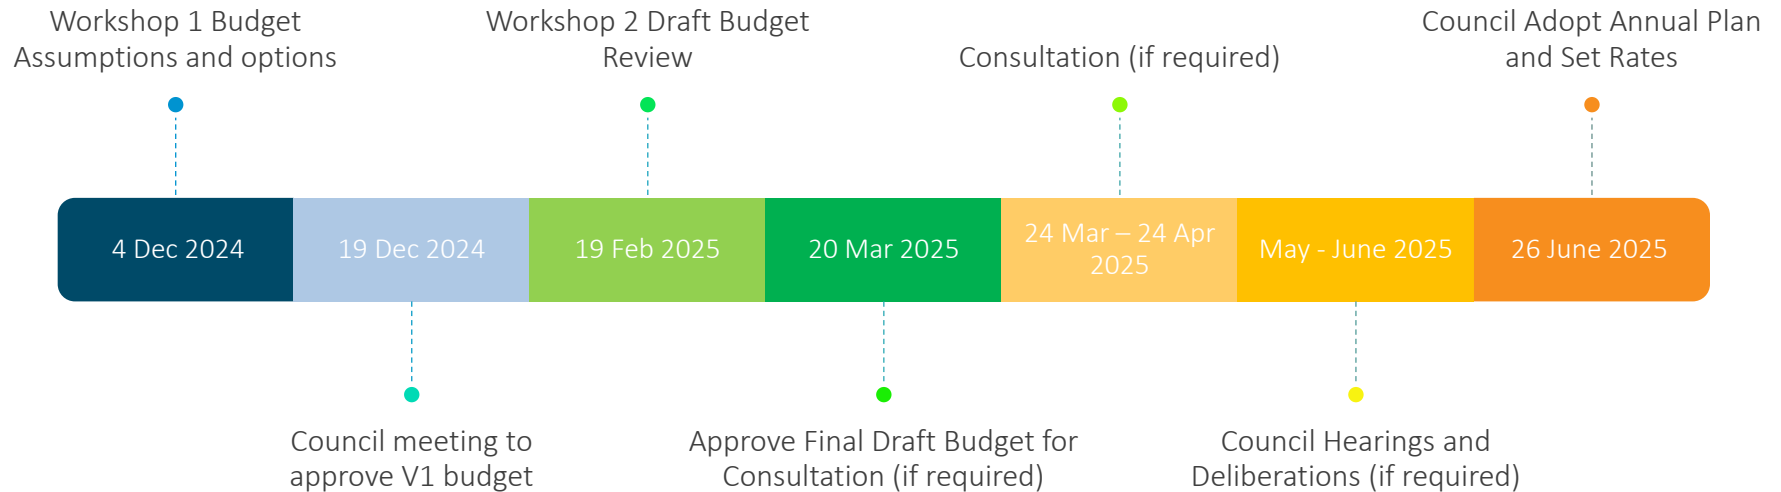 Workshop 1 Budget
Assumptions and options
Workshop 2 Draft Budget
Review
Consultation (if required)
Council Adopt Annual Plan
and Set Rates
4 Dec 2024
19 Dec 2024
19 Feb 2025
20 Mar 2025
24 Mar – 24 Apr
2025
May - June 2025
26 June 2025
Council meeting to
approve V1 budget
Approve Final Draft Budget for
Consultation (if required)
Council Hearings and
Deliberations (if required)